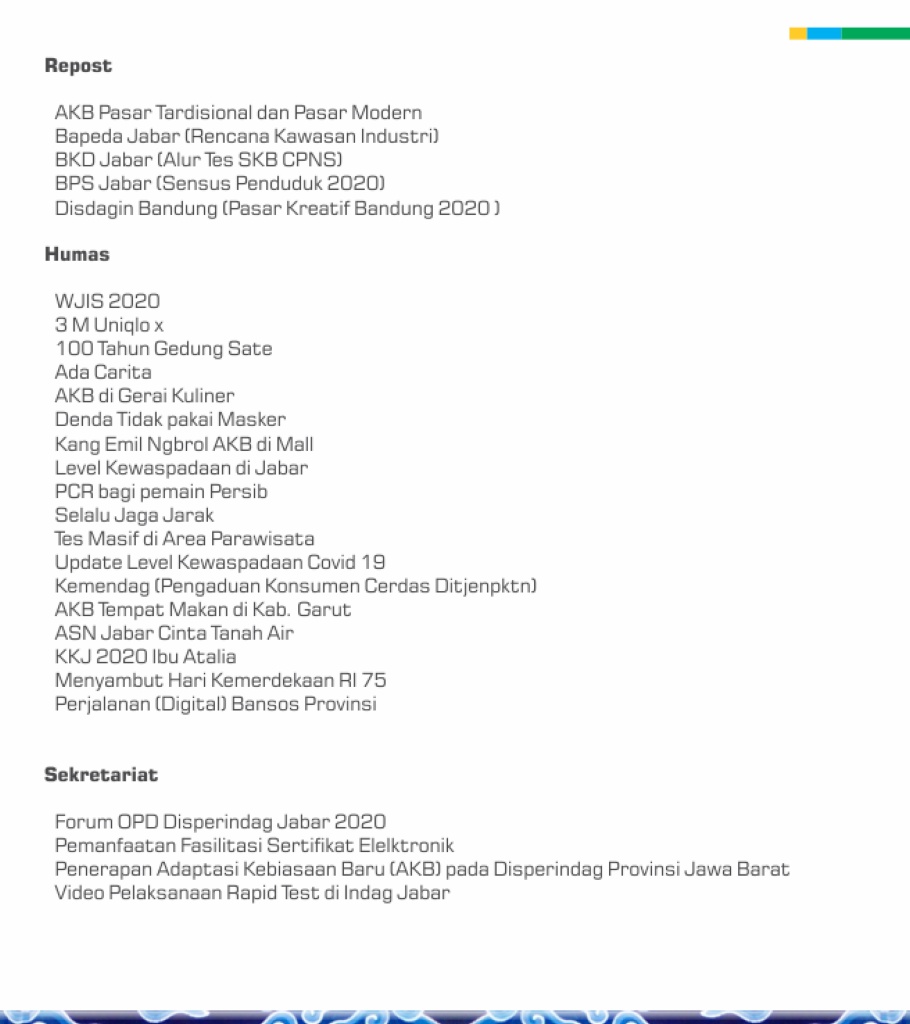 Repost
AKB Pasar Tardisional dan Pasar Modern
Bapeda Jabar (Rencana Kawasan Industri)
BKD Jabar (Alur Tes SKB CPNS)
BPS Jabar (Sensus Penduduk 2020)
Disdagin Bandung (Pasar Kreatif Bandung 2020 )
Humas
WJIS 2020
3 M Uniqlo x
100 Tahun Gedung Sate
Ada Carita
AKB di Gerai Kuliner
Denda Tidak pakai Masker
Kang Emil Ngbrol AKB di Mall
Level Kewaspadaan di Jabar
PCR bagi pemain Persib
Selalu Jaga Jarak
Tes Masif di Area Parawisata
Update Level Kewaspadaan Covid 19
Kemendag (Pengaduan Konsumen Cerdas Ditjenpktn)
AKB Tempat Makan di Kab. Garut
ASN Jabar Cinta Tanah Air
KKJ 2020 Ibu Atalia
Menyambut Hari Kemerdekaan RI 75
Perjalanan (Digital) Bansos Provinsi
Sekretariat
Forum OPD Disperindag Jabar 2020
Pemanfaatan Fasilitasi Sertifikat Elelktronik
Penerapan Adaptasi Kebiasaan Baru (AKB) pada Disperindag Provinsi Jawa Barat
Video Pelaksanaan Rapid Test di Indag Jabar